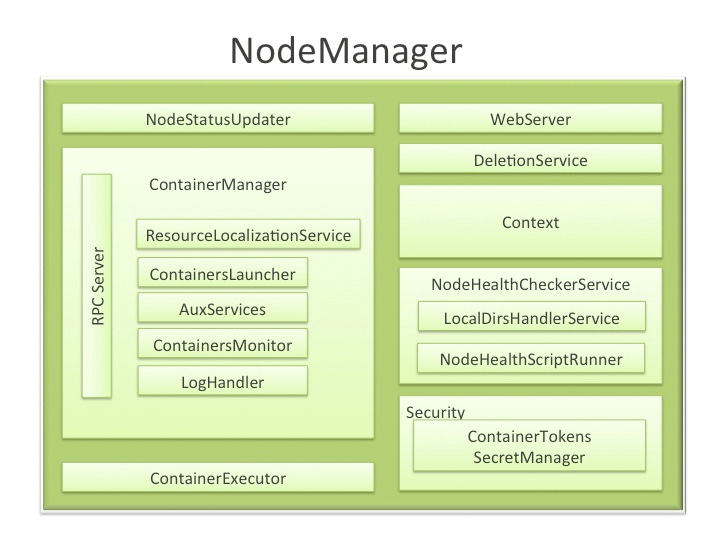 NodeManager
NodeStatusUpdater
ContainerManager
RPC Server
ResourceLocalizationService
ContainersLauncher
AuxServices
ContainersMonitor
LogHandler
ContainerExecutor
WebServer
DeletionService
Context
NodeHealthCheckerService
LocalDirsHandlerService
NodeHealthScriptRunner
Security
ContainerTokens
SecretManager